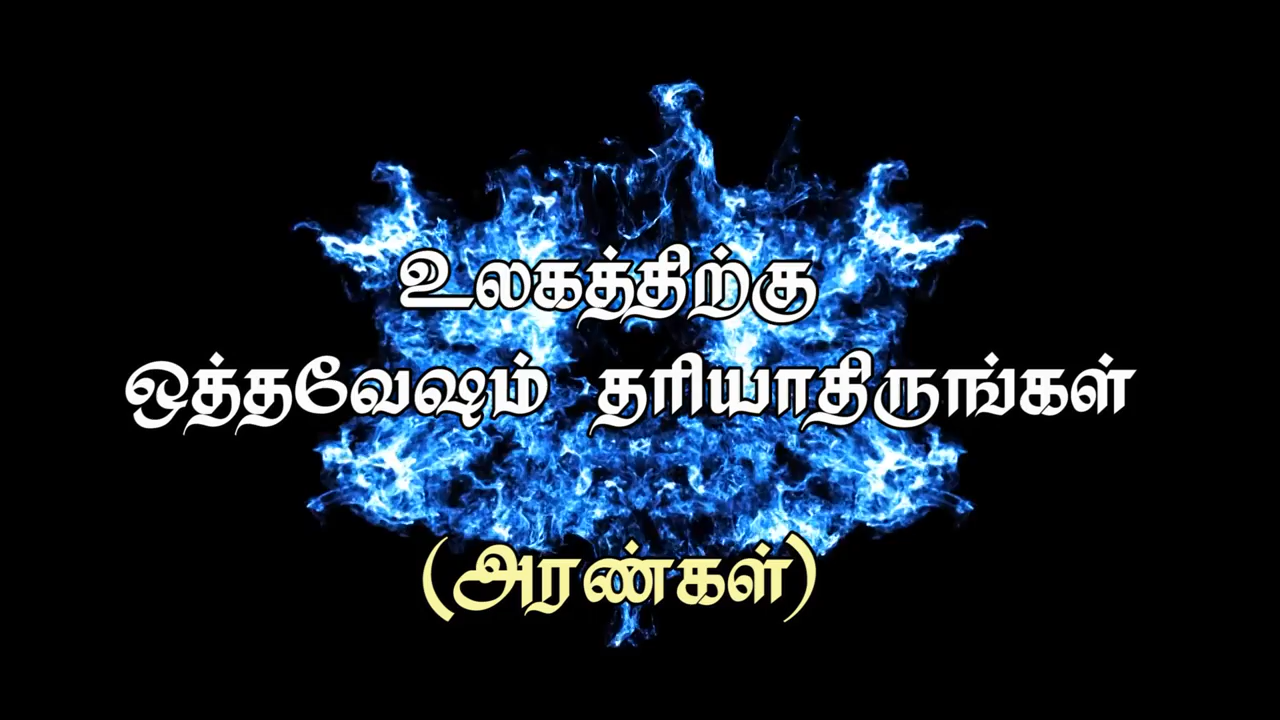 உலகத்திற்கு
ஒத்தவேஷம் தரியாதிருங்கள்
(அரண்கள்)